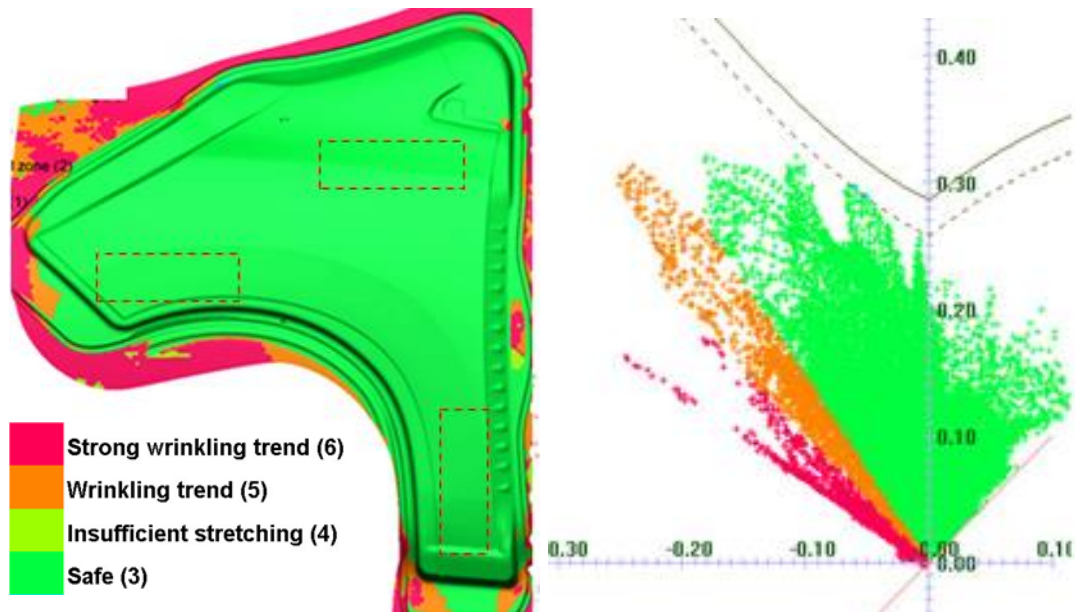 l zone (2)
1)
Strong wrinkling trend (6)
Wrinkling trend (5)
Insufficient stretching (4)
Safe (3)
0.40
0.30
0.20
0.10
0.30
-0.20
-0.10
0.00
0.10
0.00